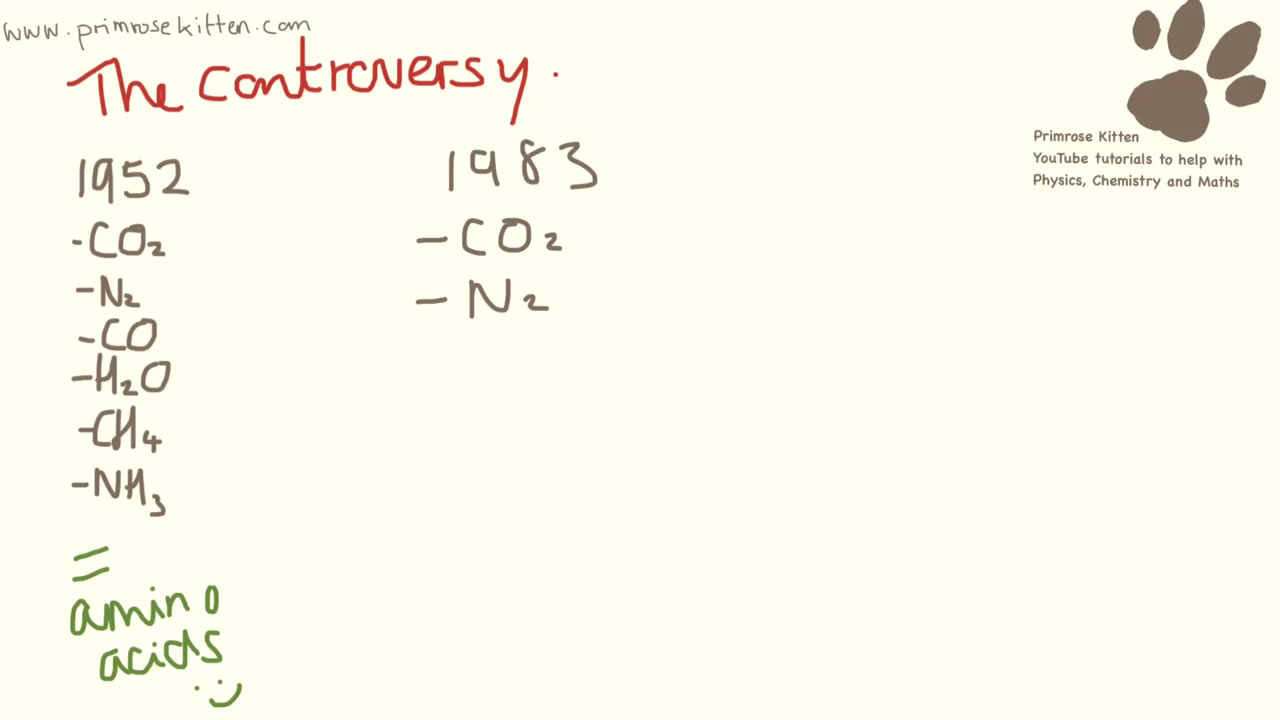 www.primrosekitten.com
The controversy.
1952
-CO₂
-N₂
-CO
-H₂O
-CH₄
-NH₃
=
amino
acids
:)
1983
-CO₂
-N₂
Primrose Kitten
YouTube tutorials to help with
Physics, Chemistry and Maths